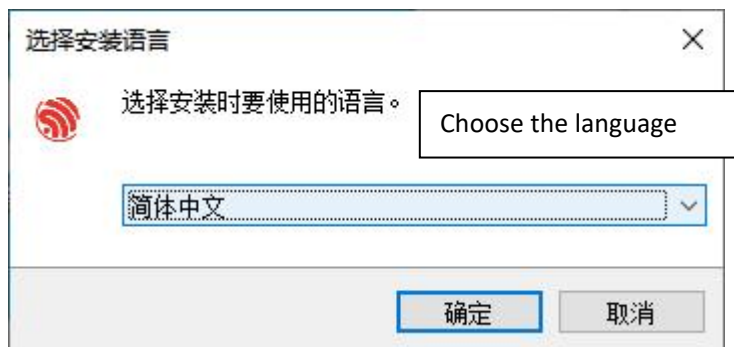 选择安装语言
选择安装时要使用的语言。
Choose the language
简体中文
确定
取消